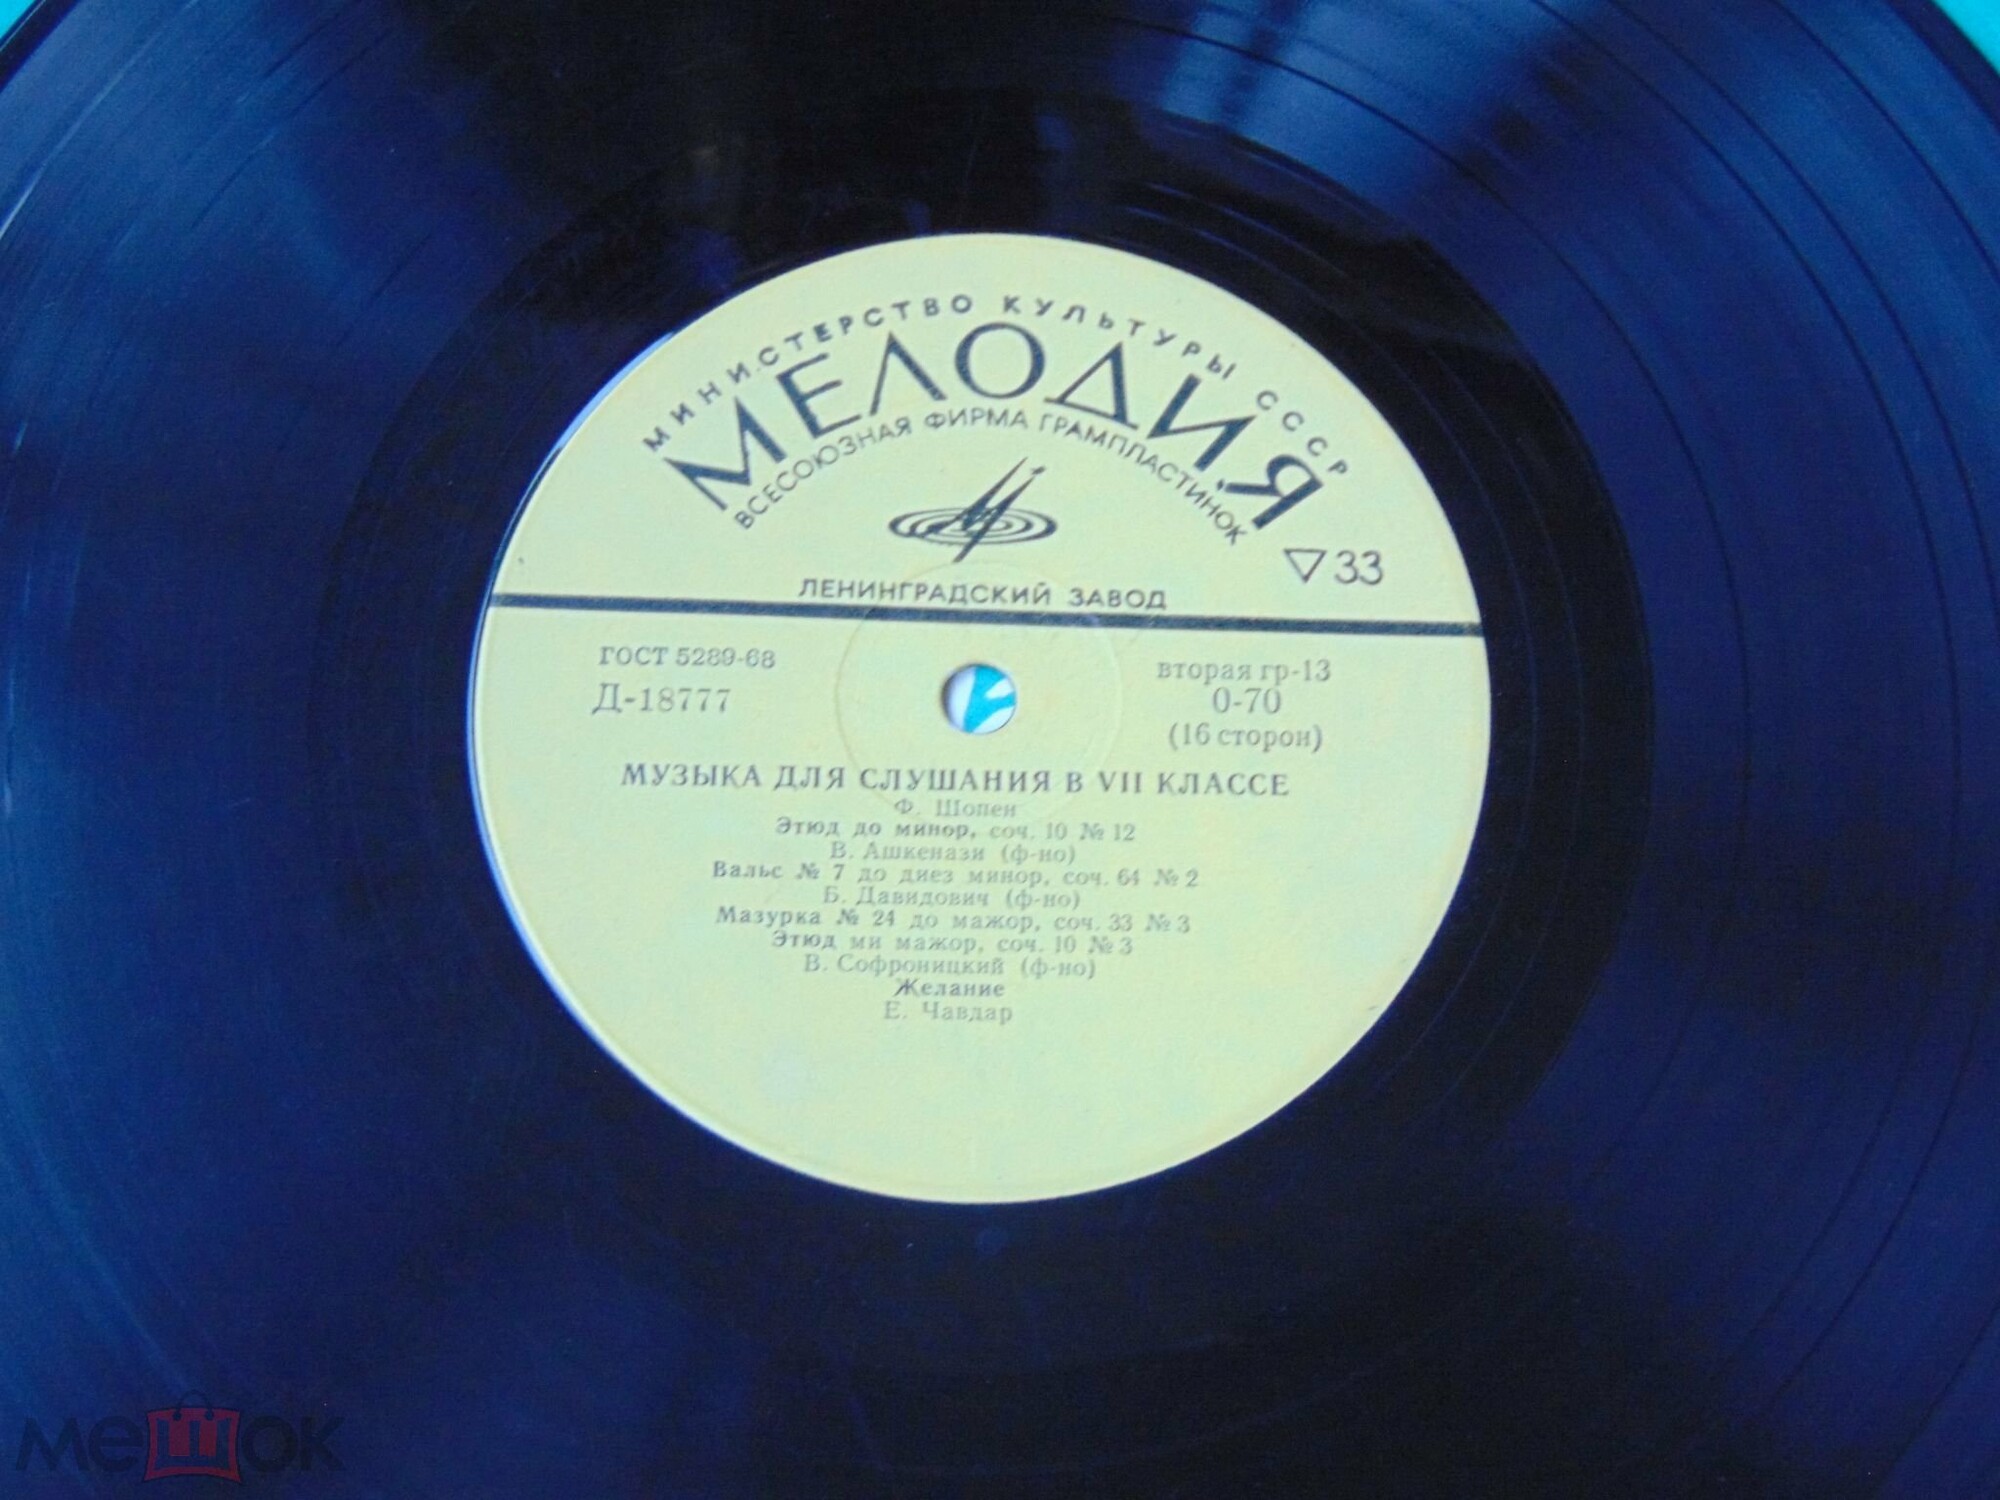 МИНИСТЕРСТВО КУЛЬТУРЫ СССР
МЕЛОДИЯ
ВСЕСОЮЗНАЯ ФИРМА ГРАМПЛАСТИНОК
33
ЛЕНИНГРАДСКИЙ ЗАВОД
ГОСТ 5289-68
вторая гр-13
Д-18777
0-70
(16 сторон)
МУЗЫКА ДЛЯ СЛУШАНИЯ В VII КЛАССЕ
Ф. Шопен
Этюд до минор, соч. 10 № 12
В. Ашкенази (ф-но)
Вальс № 7 до диез минор, соч. 64 № 2
Б. Давидович (ф-но)
Мазурка № 24 до мажор, соч. 33 № 3
Этюд ми мажор, соч. 10 № 3
В. Софроницкий (ф-но)
Желание
Е. Чавдар
мешок